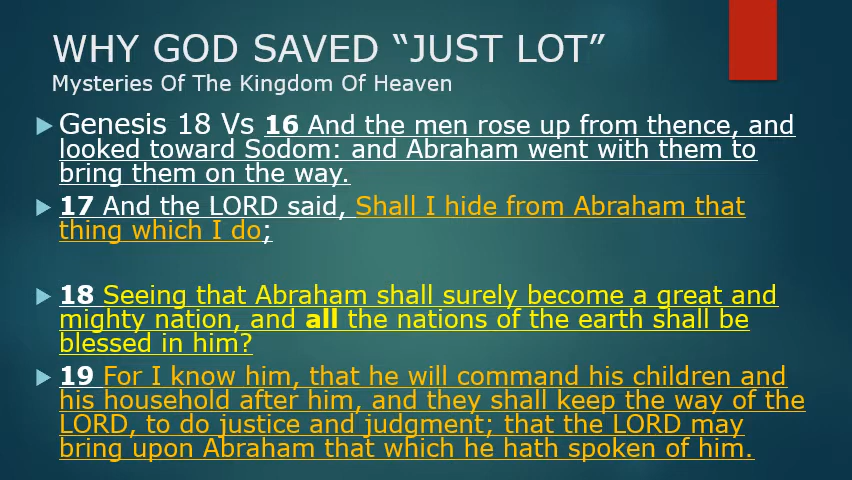 WHY GOD SAVED “JUST LOT”
Mysteries Of The Kingdom Of Heaven
Genesis 18 Vs 16 And the men rose up from thence, and
looked toward Sodom: and Abraham went with them to
bring them on the way.
17 And the LORD said, Shall I hide from Abraham that
thing which I do;
18 Seeing that Abraham shall surely become a great and
mighty nation, and all the nations of the earth shall be
blessed in him?
19 For I know him, that he will command his children and
his household after him, and they shall keep the way of the
LORD, to do justice and judgment; that the LORD may
bring upon Abraham that which he hath spoken of him.